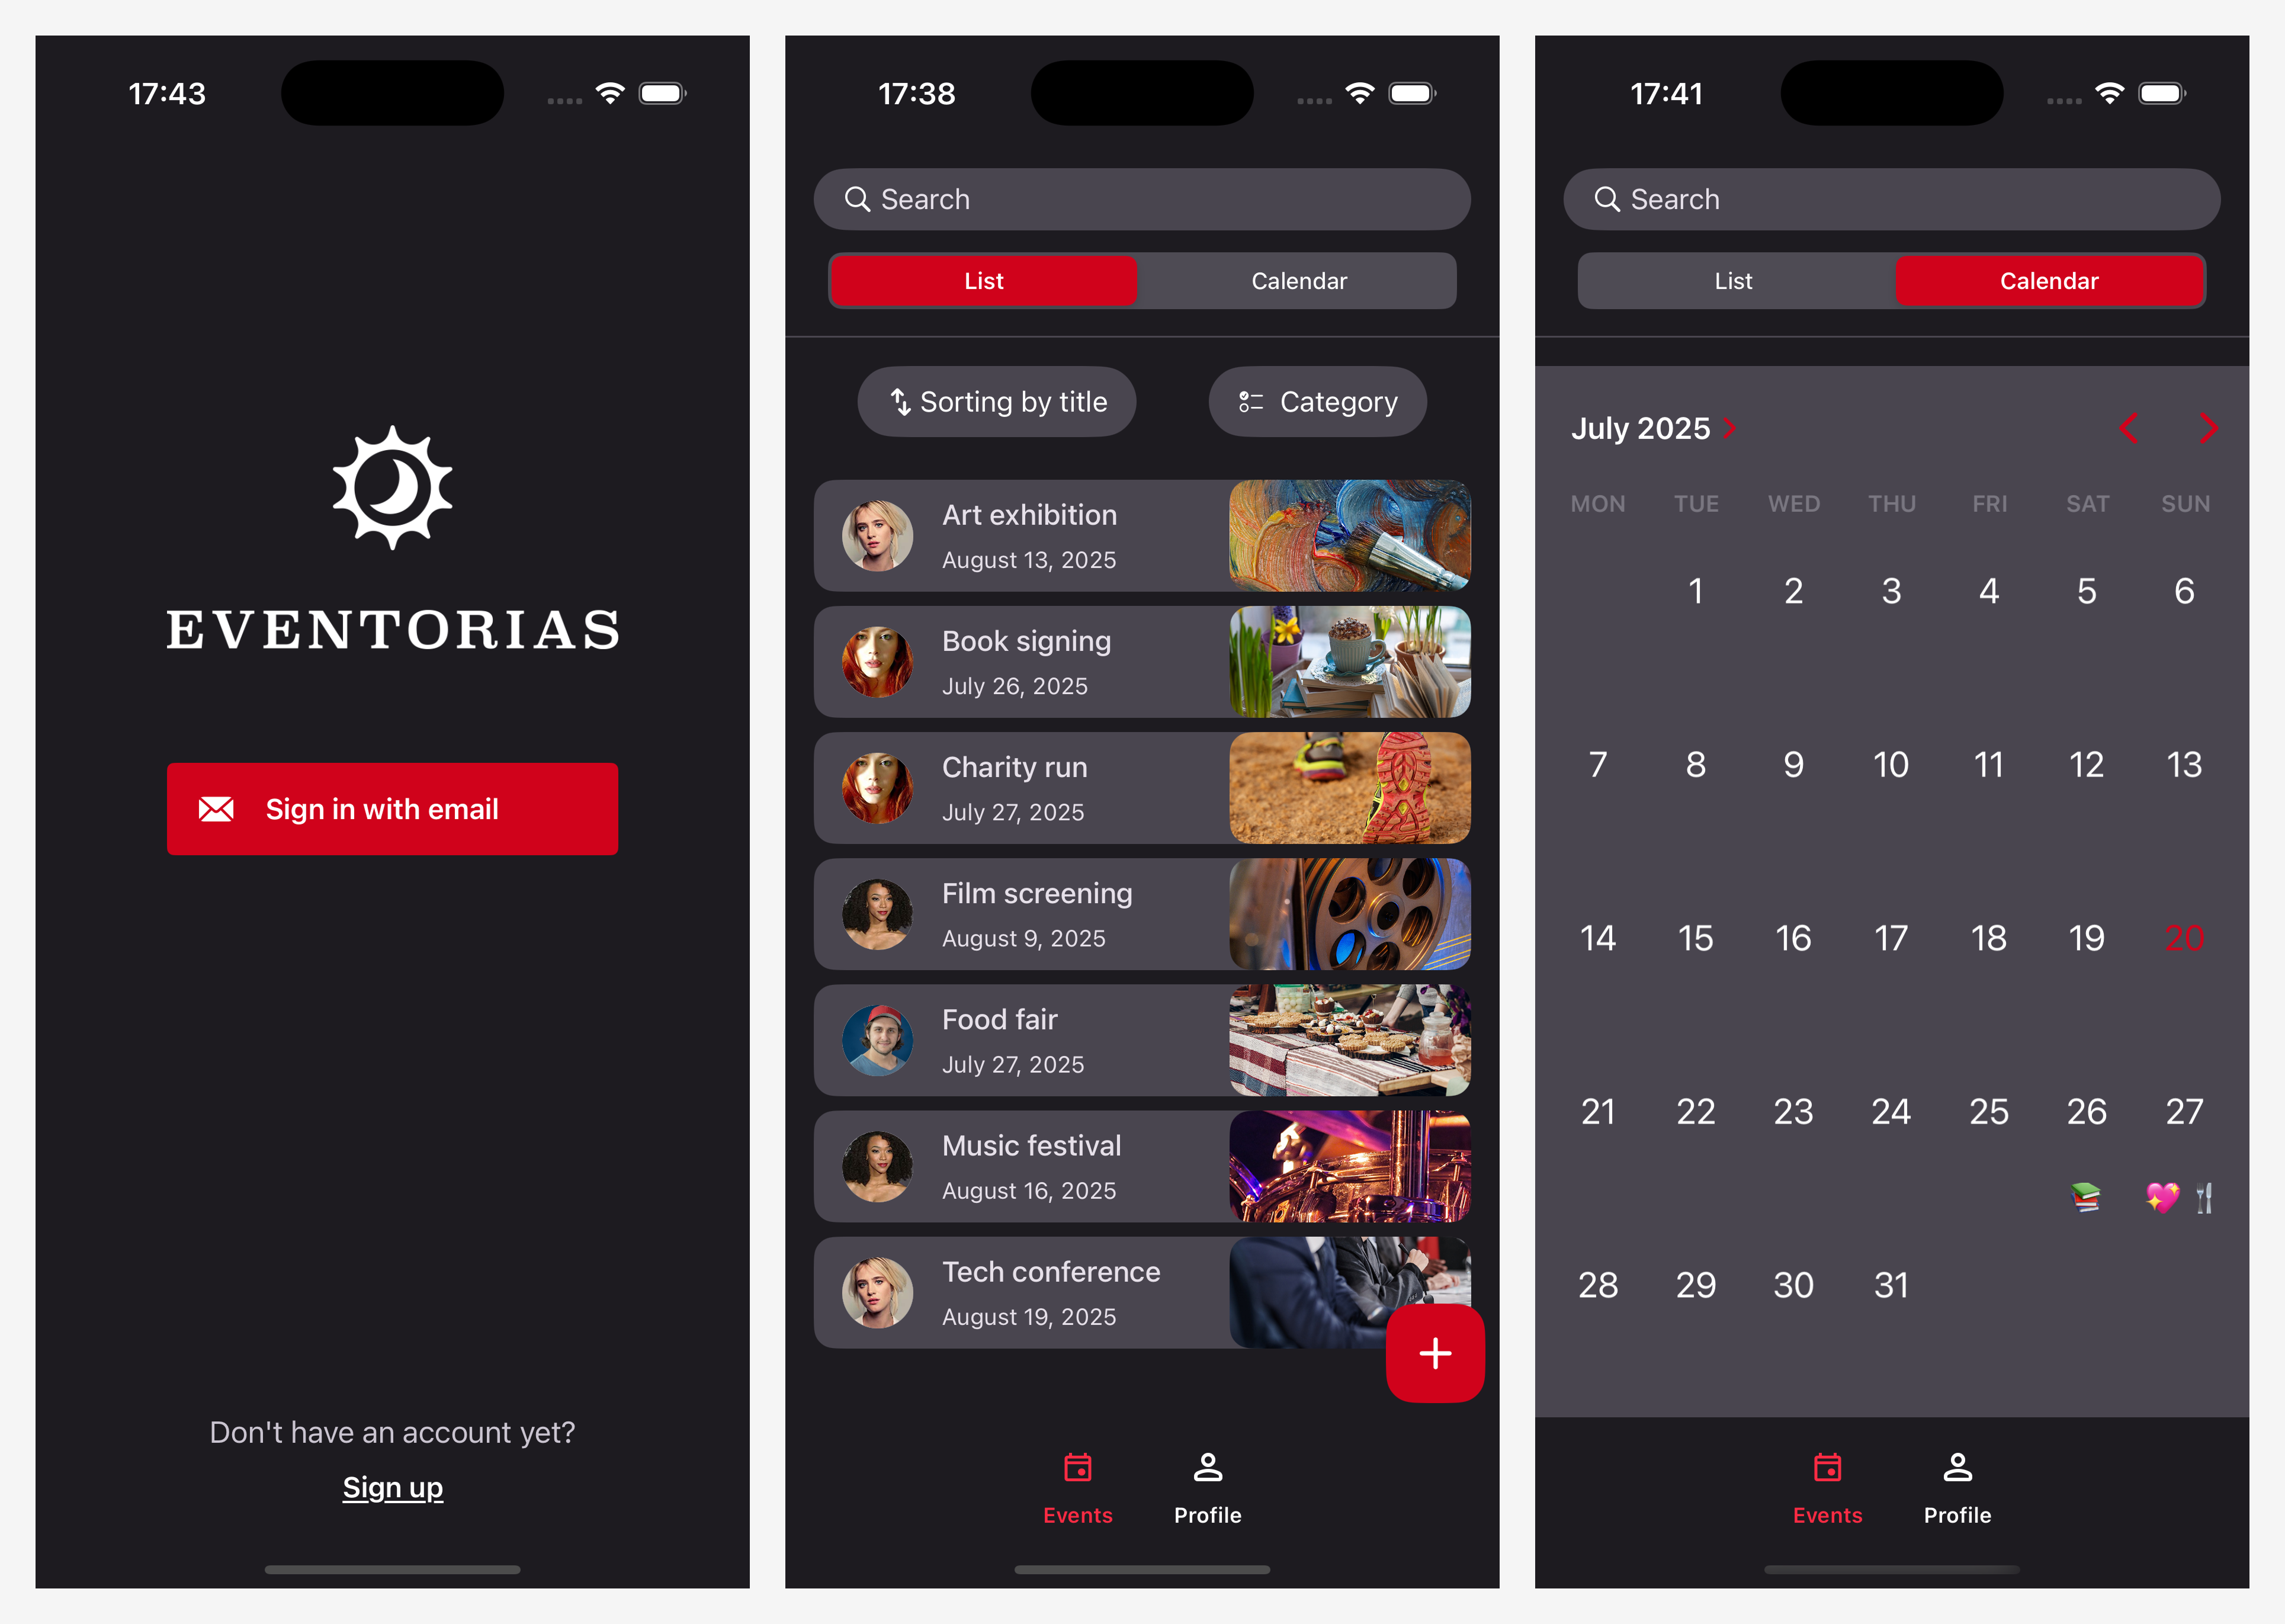 17:43
EVENTORIAS
Sign in with email
Don't have an account yet?
Sign up
17:38
Search
List Calendar
Sorting by title Category
Art exhibition
August 13, 2025
Book signing
July 26, 2025
Charity run
July 27, 2025
Film screening
August 9, 2025
Food fair
July 27, 2025
Music festival
August 16, 2025
Tech conference
August 19, 2025
Events Profile
17:41
Search
List Calendar
July 2025
MON TUE WED THU FRI SAT SUN
1 2 3 4 5 6
7 8 9 10 11 12 13
14 15 16 17 18 19 20
21 22 23 24 25 26 27
28 29 30 31
Events Profile